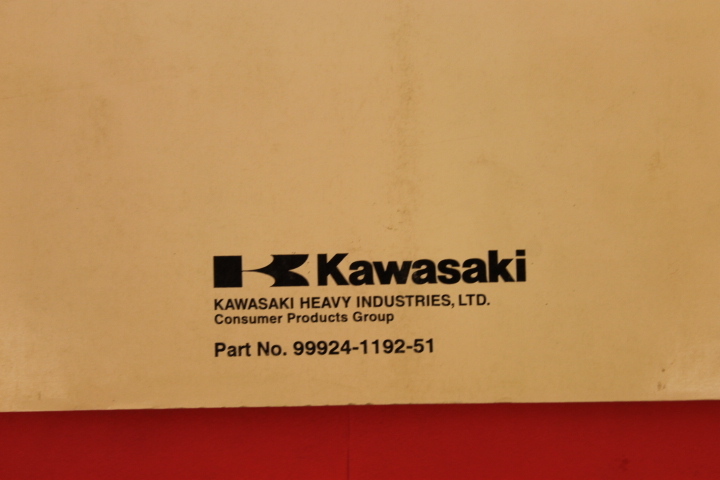 Kawasaki
KAWASAKI HEAVY INDUSTRIES, LTD.
Consumer Products Group
Part No. 99924-1192-51